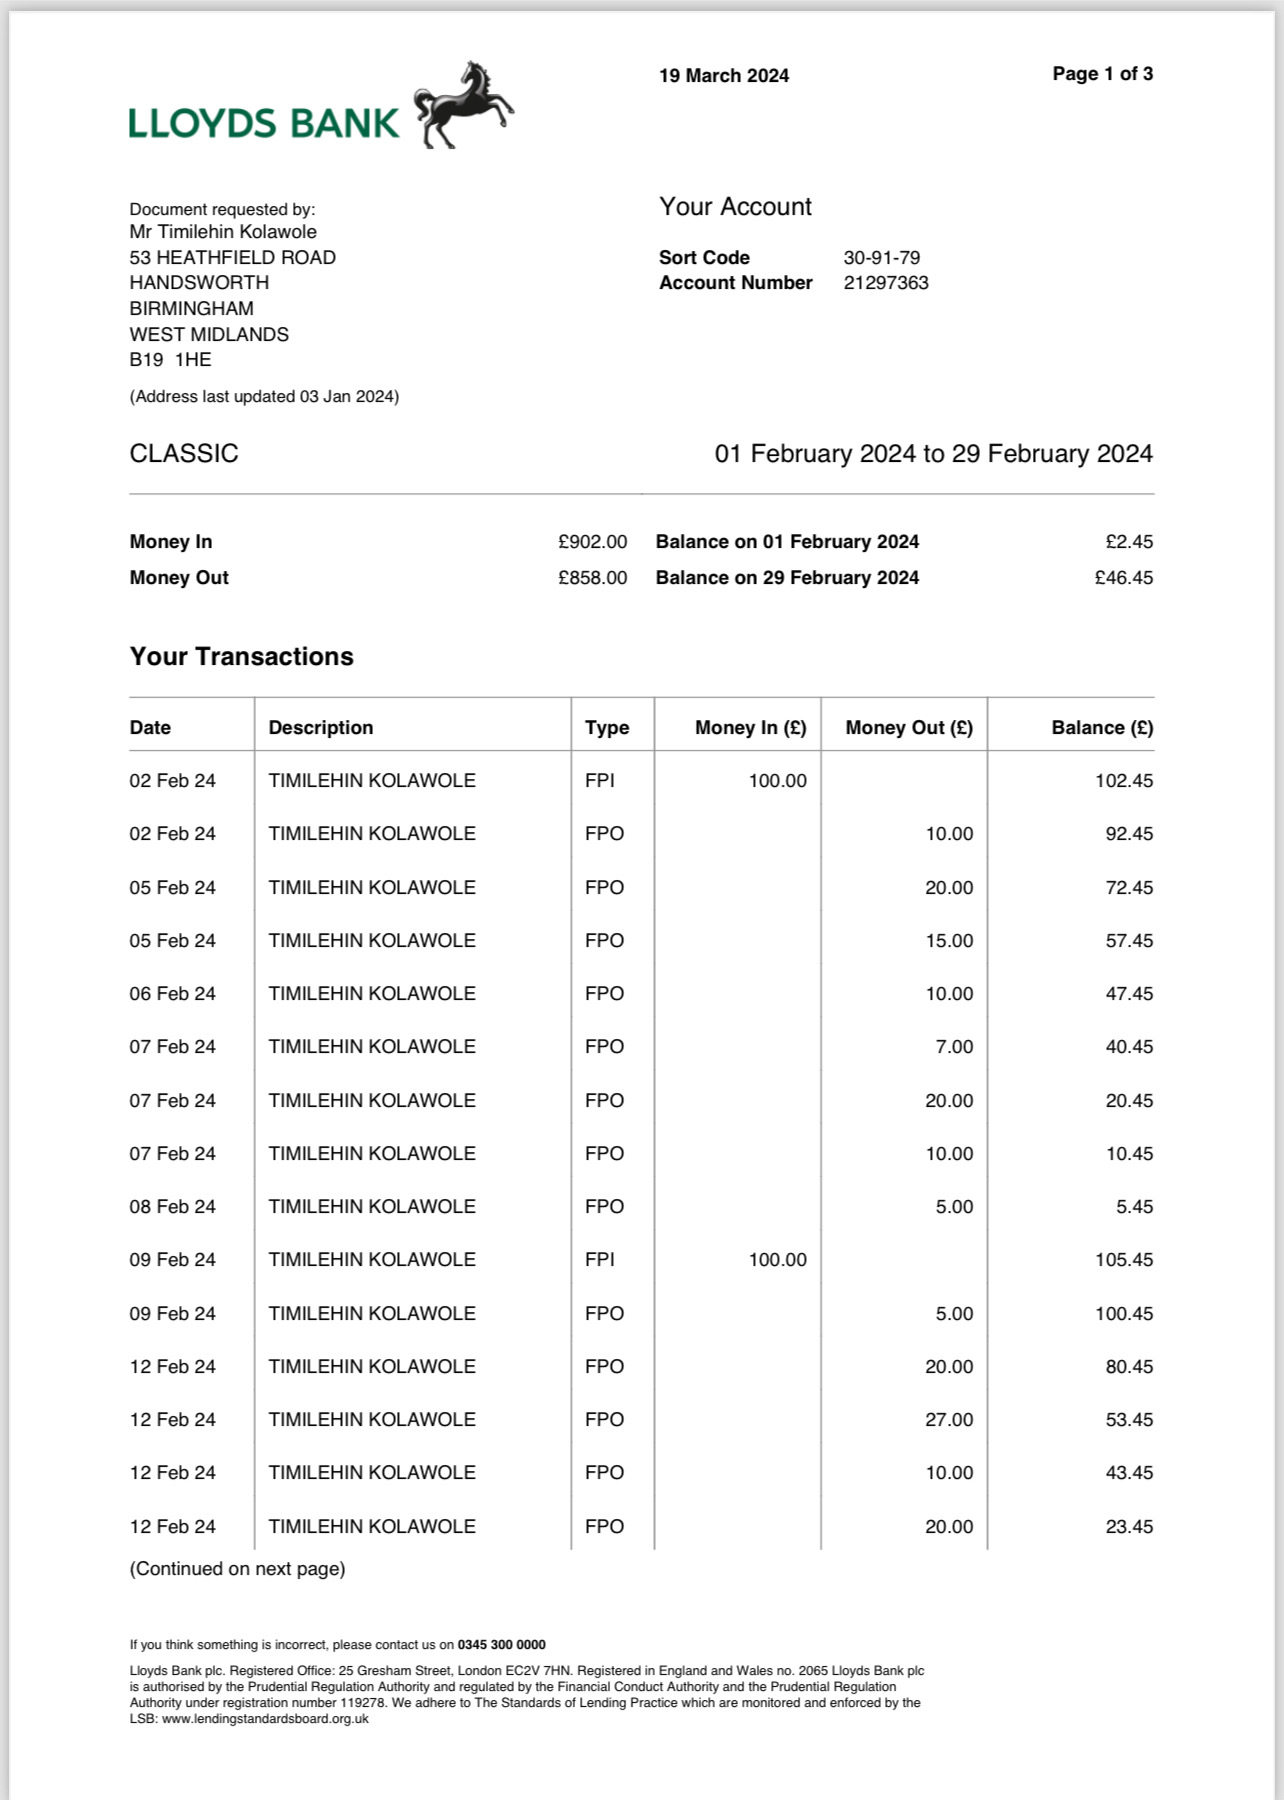 19 March 2024
Page 1 of 3
LLOYDS BANK
Document requested by:
Mr Timilehin Kolawole
53 HEATHFIELD ROAD
HANDSWORTH
BIRMINGHAM
WEST MIDLANDS
B19 1HE
(Address last updated 03 Jan 2024)
Your Account
Sort Code 30-91-79
Account Number 21297363
CLASSIC 01 February 2024 to 29 February 2024
Money In £902.00 Balance on 01 February 2024 £2.45
Money Out £858.00 Balance on 29 February 2024 £46.45
Your Transactions
Date Description Type Money In (£) Money Out (£) Balance (£)
02 Feb 24 TIMILEHIN KOLAWOLE FPI 100.00 102.45
02 Feb 24 TIMILEHIN KOLAWOLE FPO 10.00 92.45
05 Feb 24 TIMILEHIN KOLAWOLE FPO 20.00 72.45
05 Feb 24 TIMILEHIN KOLAWOLE FPO 15.00 57.45
06 Feb 24 TIMILEHIN KOLAWOLE FPO 10.00 47.45
07 Feb 24 TIMILEHIN KOLAWOLE FPO 7.00 40.45
07 Feb 24 TIMILEHIN KOLAWOLE FPO 20.00 20.45
07 Feb 24 TIMILEHIN KOLAWOLE FPO 10.00 10.45
08 Feb 24 TIMILEHIN KOLAWOLE FPO 5.00 5.45
09 Feb 24 TIMILEHIN KOLAWOLE FPI 100.00 105.45
09 Feb 24 TIMILEHIN KOLAWOLE FPO 5.00 100.45
12 Feb 24 TIMILEHIN KOLAWOLE FPO 20.00 80.45
12 Feb 24 TIMILEHIN KOLAWOLE FPO 27.00 53.45
12 Feb 24 TIMILEHIN KOLAWOLE FPO 10.00 43.45
12 Feb 24 TIMILEHIN KOLAWOLE FPO 20.00 23.45
(Continued on next page)
If you think something is incorrect, please contact us on 0345 300 0000
Lloyds Bank plc. Registered Office: 25 Gresham Street, London EC2V 7HN. Registered in England and Wales no. 2065 Lloyds Bank plc
is authorised by the Prudential Regulation Authority and regulated by the Financial Conduct Authority and the Prudential Regulation
Authority under registration number 119278. We adhere to The Standards of Lending Practice which are monitored and enforced by the
LSB: www.lendingstandardsboard.org.uk